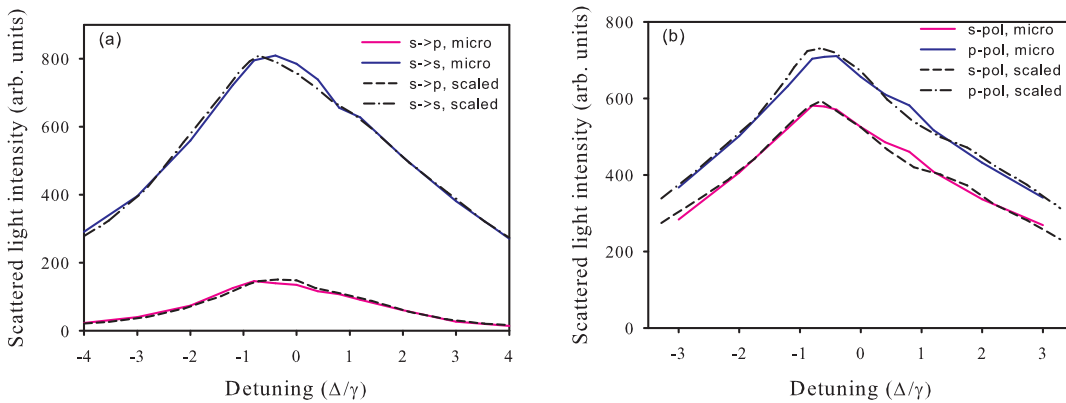 (a)
s->p, micro
s->s, micro
s->p, scaled
s->s, scaled
Scattered light intensity (arb. units)
800
600
400
200
0
-4 -3 -2 -1 0 1 2 3 4
Detuning (Δ/γ)
(b)
s-pol, micro
p-pol, micro
s-pol, scaled
p-pol, scaled
Scattered light intensity (arb. units)
800
600
400
200
0
-3 -2 -1 0 1 2 3
Detuning (Δ/γ)